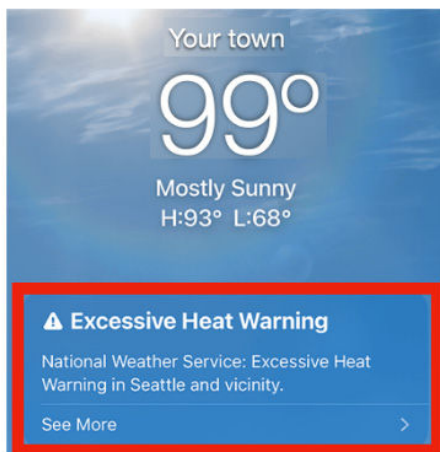 Your town
99°
Mostly Sunny
H:93° L:68°
⚠ Excessive Heat Warning
National Weather Service: Excessive Heat
Warning in Seattle and vicinity.
See More >